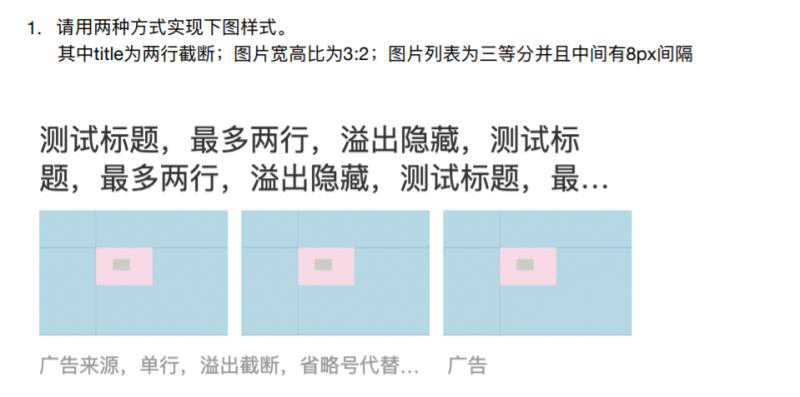 1. 请用两种方式实现下图样式。
其中title为两行截断；图片宽高比为3:2；图片列表为三等分并且中间有8px间隔
测试标题，最多两行，溢出隐藏，测试标
题，最多两行，溢出隐藏，测试标题，最...
广告来源，单行，溢出截断，省略号代替... 广告